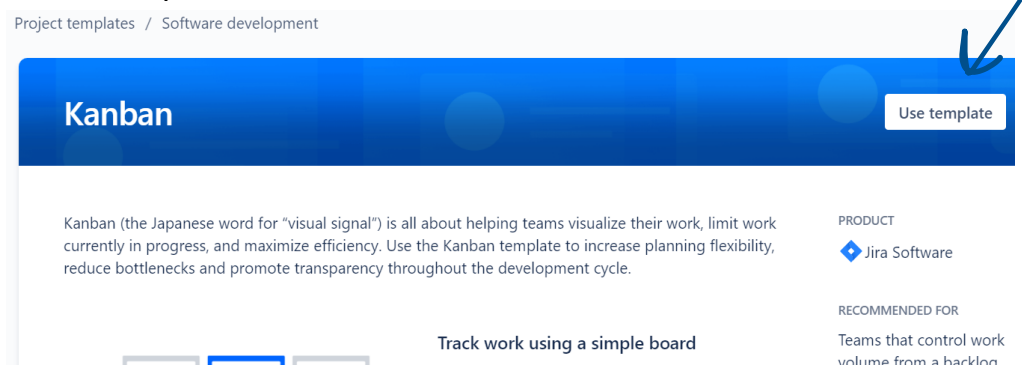 Project templates / Software development
Kanban
Use template
Kanban (the Japanese word for “visual signal”) is all about helping teams visualize their work, limit work
currently in progress, and maximize efficiency. Use the Kanban template to increase planning flexibility,
reduce bottlenecks and promote transparency throughout the development cycle.
PRODUCT
Jira Software
RECOMMENDED FOR
Teams that control work
volume from a backlog
Track work using a simple board